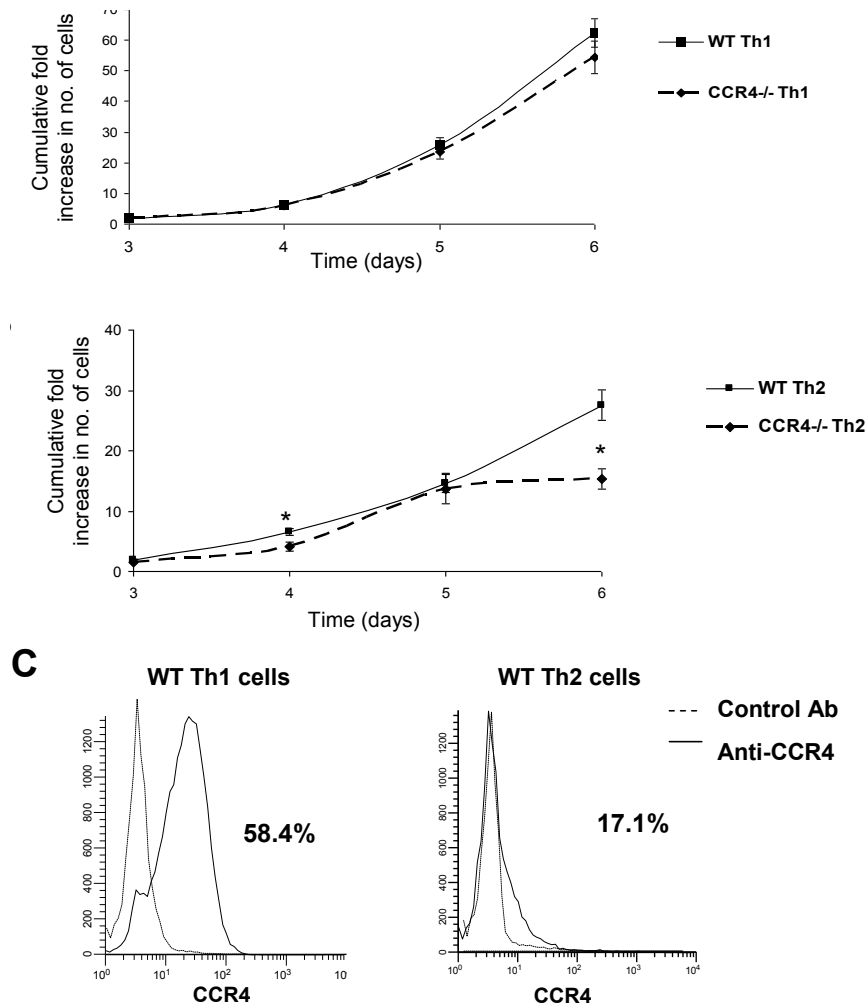 70
60
50
40
30
20
10
0
3 4 5 6
Cumulative fold
increase in no. of cells
Time (days)
WT Th1
CCR4-/- Th1
40
30
20
10
0
3 4 5 6
Cumulative fold
increase in no. of cells
Time (days)
*
*
WT Th2
CCR4-/- Th2
C
WT Th1 cells
1200
1000
800
600
400
200
0
58.4%
10⁰ 10¹ 10² 10³
CCR4
WT Th2 cells
1200
1000
800
600
400
200
0
17.1%
10⁰ 10¹ 10² 10³ 10⁴
CCR4
Control Ab
Anti-CCR4